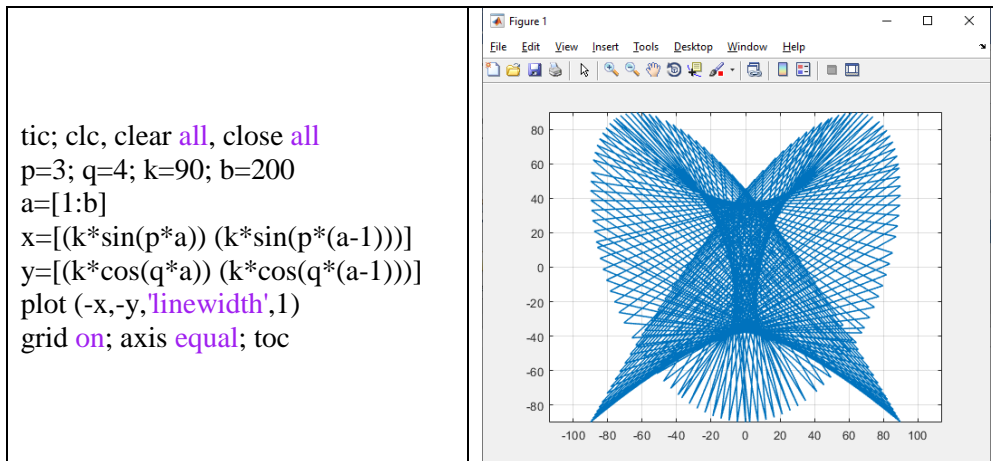 tic; clc, clear all, close all
p=3; q=4; k=90; b=200
a=[1:b]
x=[(k*sin(p*a)) (k*sin(p*(a-1)))]
y=[(k*cos(q*a)) (k*cos(q*(a-1)))]
plot (-x,-y,'linewidth',1)
grid on; axis equal; toc
Figure 1
File Edit View Insert Tools Desktop Window Help
80
60
40
20
0
-20
-40
-60
-80
-100 -80 -60 -40 -20 0 20 40 60 80 100